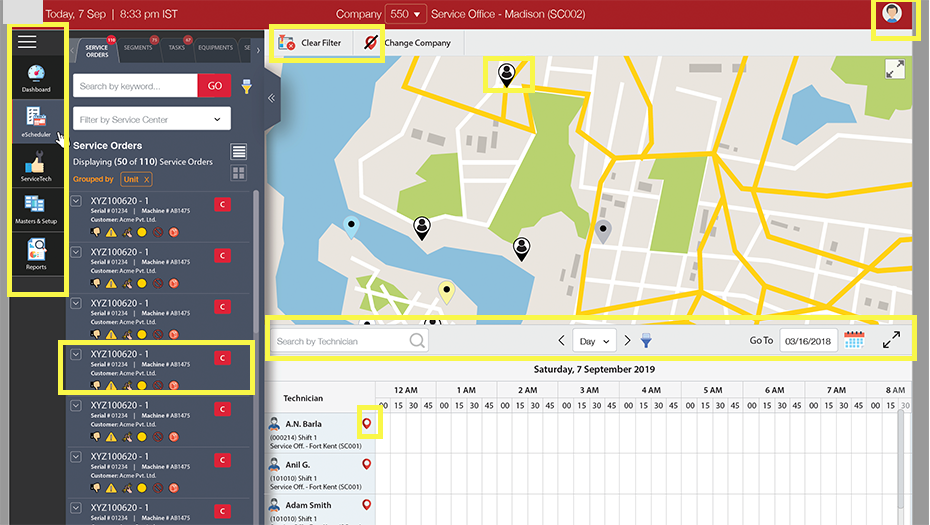 Today, 7 Sep | 8:33 pm IST
Company 550 Service Office - Madison (SC002)
SERVICE ORDERS 110
SEGMENTS 75
TASKS 67
EQUIPMENTS
SE
Clear Filter
Change Company
Dashboard
eScheduler
ServiceTech
Masters & Setup
Reports
Search by keyword... GO
Filter by Service Center
Service Orders
Displaying (50 of 110) Service Orders
Grouped by Unit X
XYZ100620 - 1 C
Serial # 01234 | Machine # AB1475
Customer: Acme Pvt. Ltd.
XYZ100620 - 1 C
Serial # 01234 | Machine # AB1475
Customer: Acme Pvt. Ltd.
XYZ100620 - 1 C
Serial # 01234 | Machine # AB1475
Customer: Acme Pvt. Ltd.
XYZ100620 - 1 C
Serial # 01234 | Machine # AB1475
Customer: Acme Pvt. Ltd.
XYZ100620 - 1 C
Serial # 01234 | Machine # AB1475
Customer: Acme Pvt. Ltd.
XYZ100620 - 1 C
Serial # 01234 | Machine # AB1475
Customer: Acme Pvt. Ltd.
XYZ100620 - 1 C
Serial # 01234 | Machine # AB1475
Search by Technician
Day
Go To 03/16/2018
Saturday, 7 September 2019
Technician
12 AM 1 AM 2 AM 3 AM 4 AM 5 AM 6 AM 7 AM 8 AM
00 15 30 45 00 15 30 45 00 15 30 45 00 15 30 45 00 15 30 45 00 15 30 45 00 15 30 45 00 15 30 45 00 15 30
A.N. Barla
(000214) Shift 1
Service Off. - Fort Kent (SC001)
Anil G.
(101010) Shift 1
Service Off. - Fort Kent (SC001)
Adam Smith
(101010) Shift 1
Service Off. - Fort Kent (SC001)